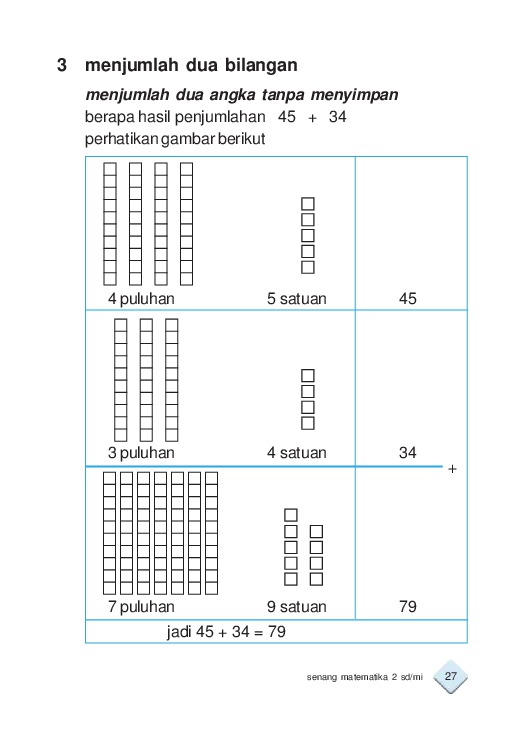 3 menjumlah dua bilangan
menjumlah dua angka tanpa menyimpan
berapa hasil penjumlahan 45 + 34
perhatikan gambar berikut
4 puluhan 5 satuan 45
3 puluhan 4 satuan 34
+
7 puluhan 9 satuan 79
jadi 45 + 34 = 79
senang matematika 2 sd/mi 27